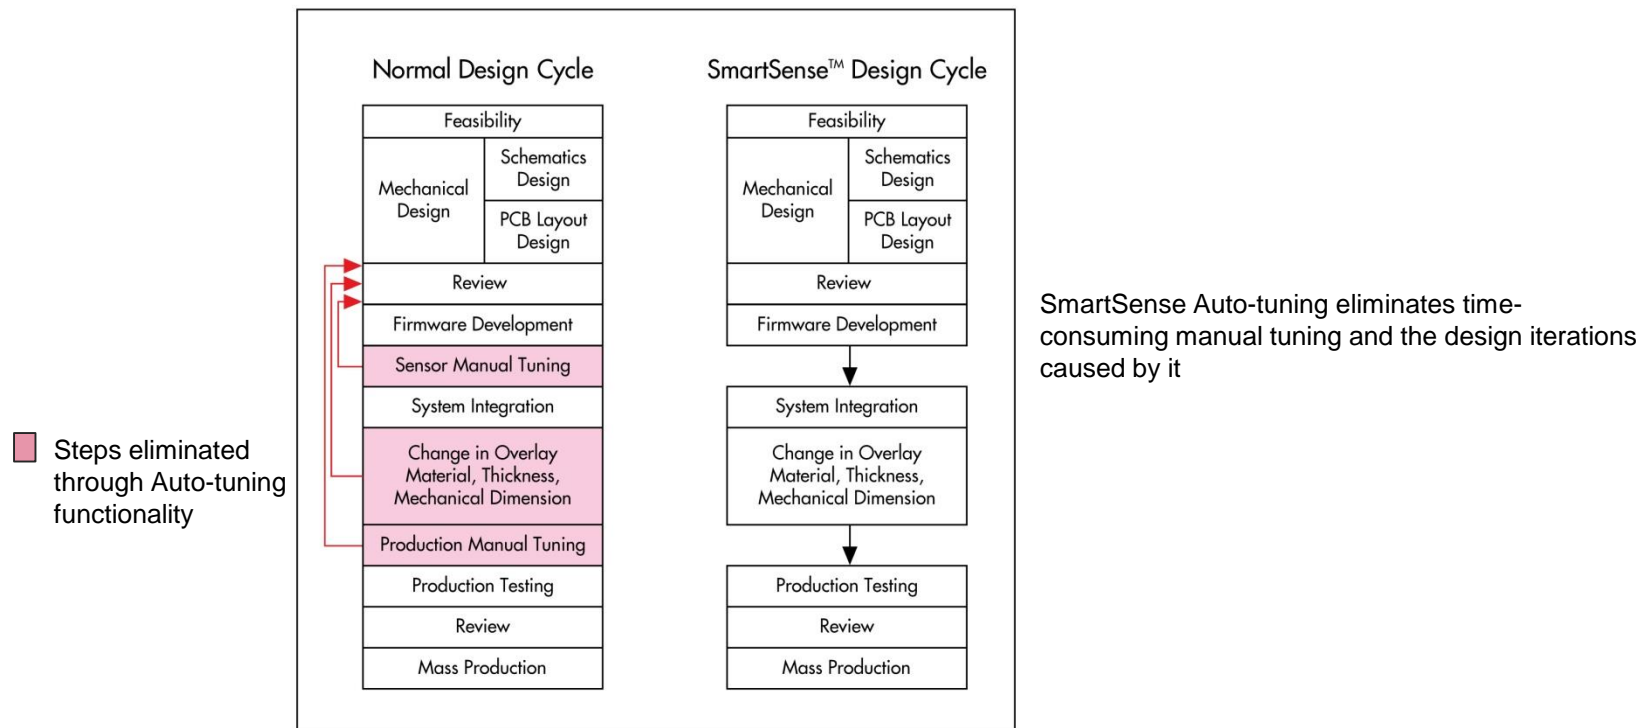 Normal Design Cycle
Feasibility
Mechanical
Design
Schematics
Design
PCB Layout
Design
Review
Firmware Development
Sensor Manual Tuning
System Integration
Change in Overlay
Material, Thickness,
Mechanical Dimension
Production Manual Tuning
Production Testing
Review
Mass Production
SmartSense™ Design Cycle
Feasibility
Mechanical
Design
Schematics
Design
PCB Layout
Design
Review
Firmware Development
System Integration
Change in Overlay
Material, Thickness,
Mechanical Dimension
Production Testing
Review
Mass Production
Steps eliminated
through Auto-tuning
functionality
SmartSense Auto-tuning eliminates time-
consuming manual tuning and the design iterations
caused by it